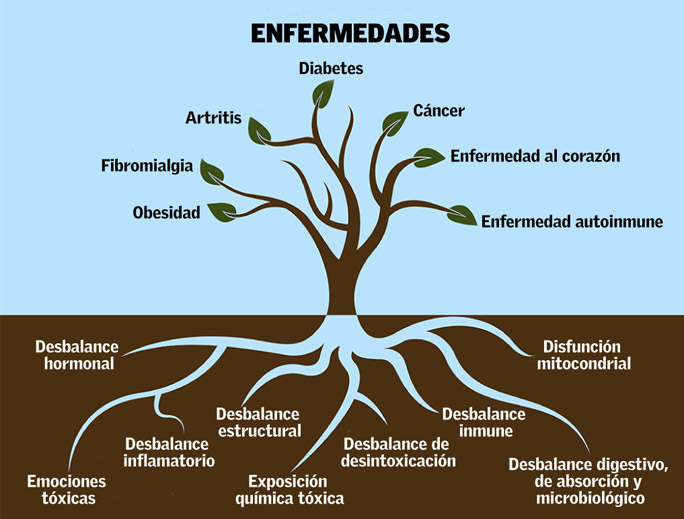 ENFERMEDADES
Diabetes
Artritis
Cáncer
Fibromialgia
Enfermedad al corazón
Obesidad
Enfermedad autoinmune
Desbalance
hormonal
Disfunción
mitocondrial
Desbalance
estructural
Desbalance
inmune
Desbalance
inflamatorio
Desbalance de
desintoxicación
Emociones
tóxicas
Exposición
química tóxica
Desbalance digestivo,
de absorción y
microbiológico